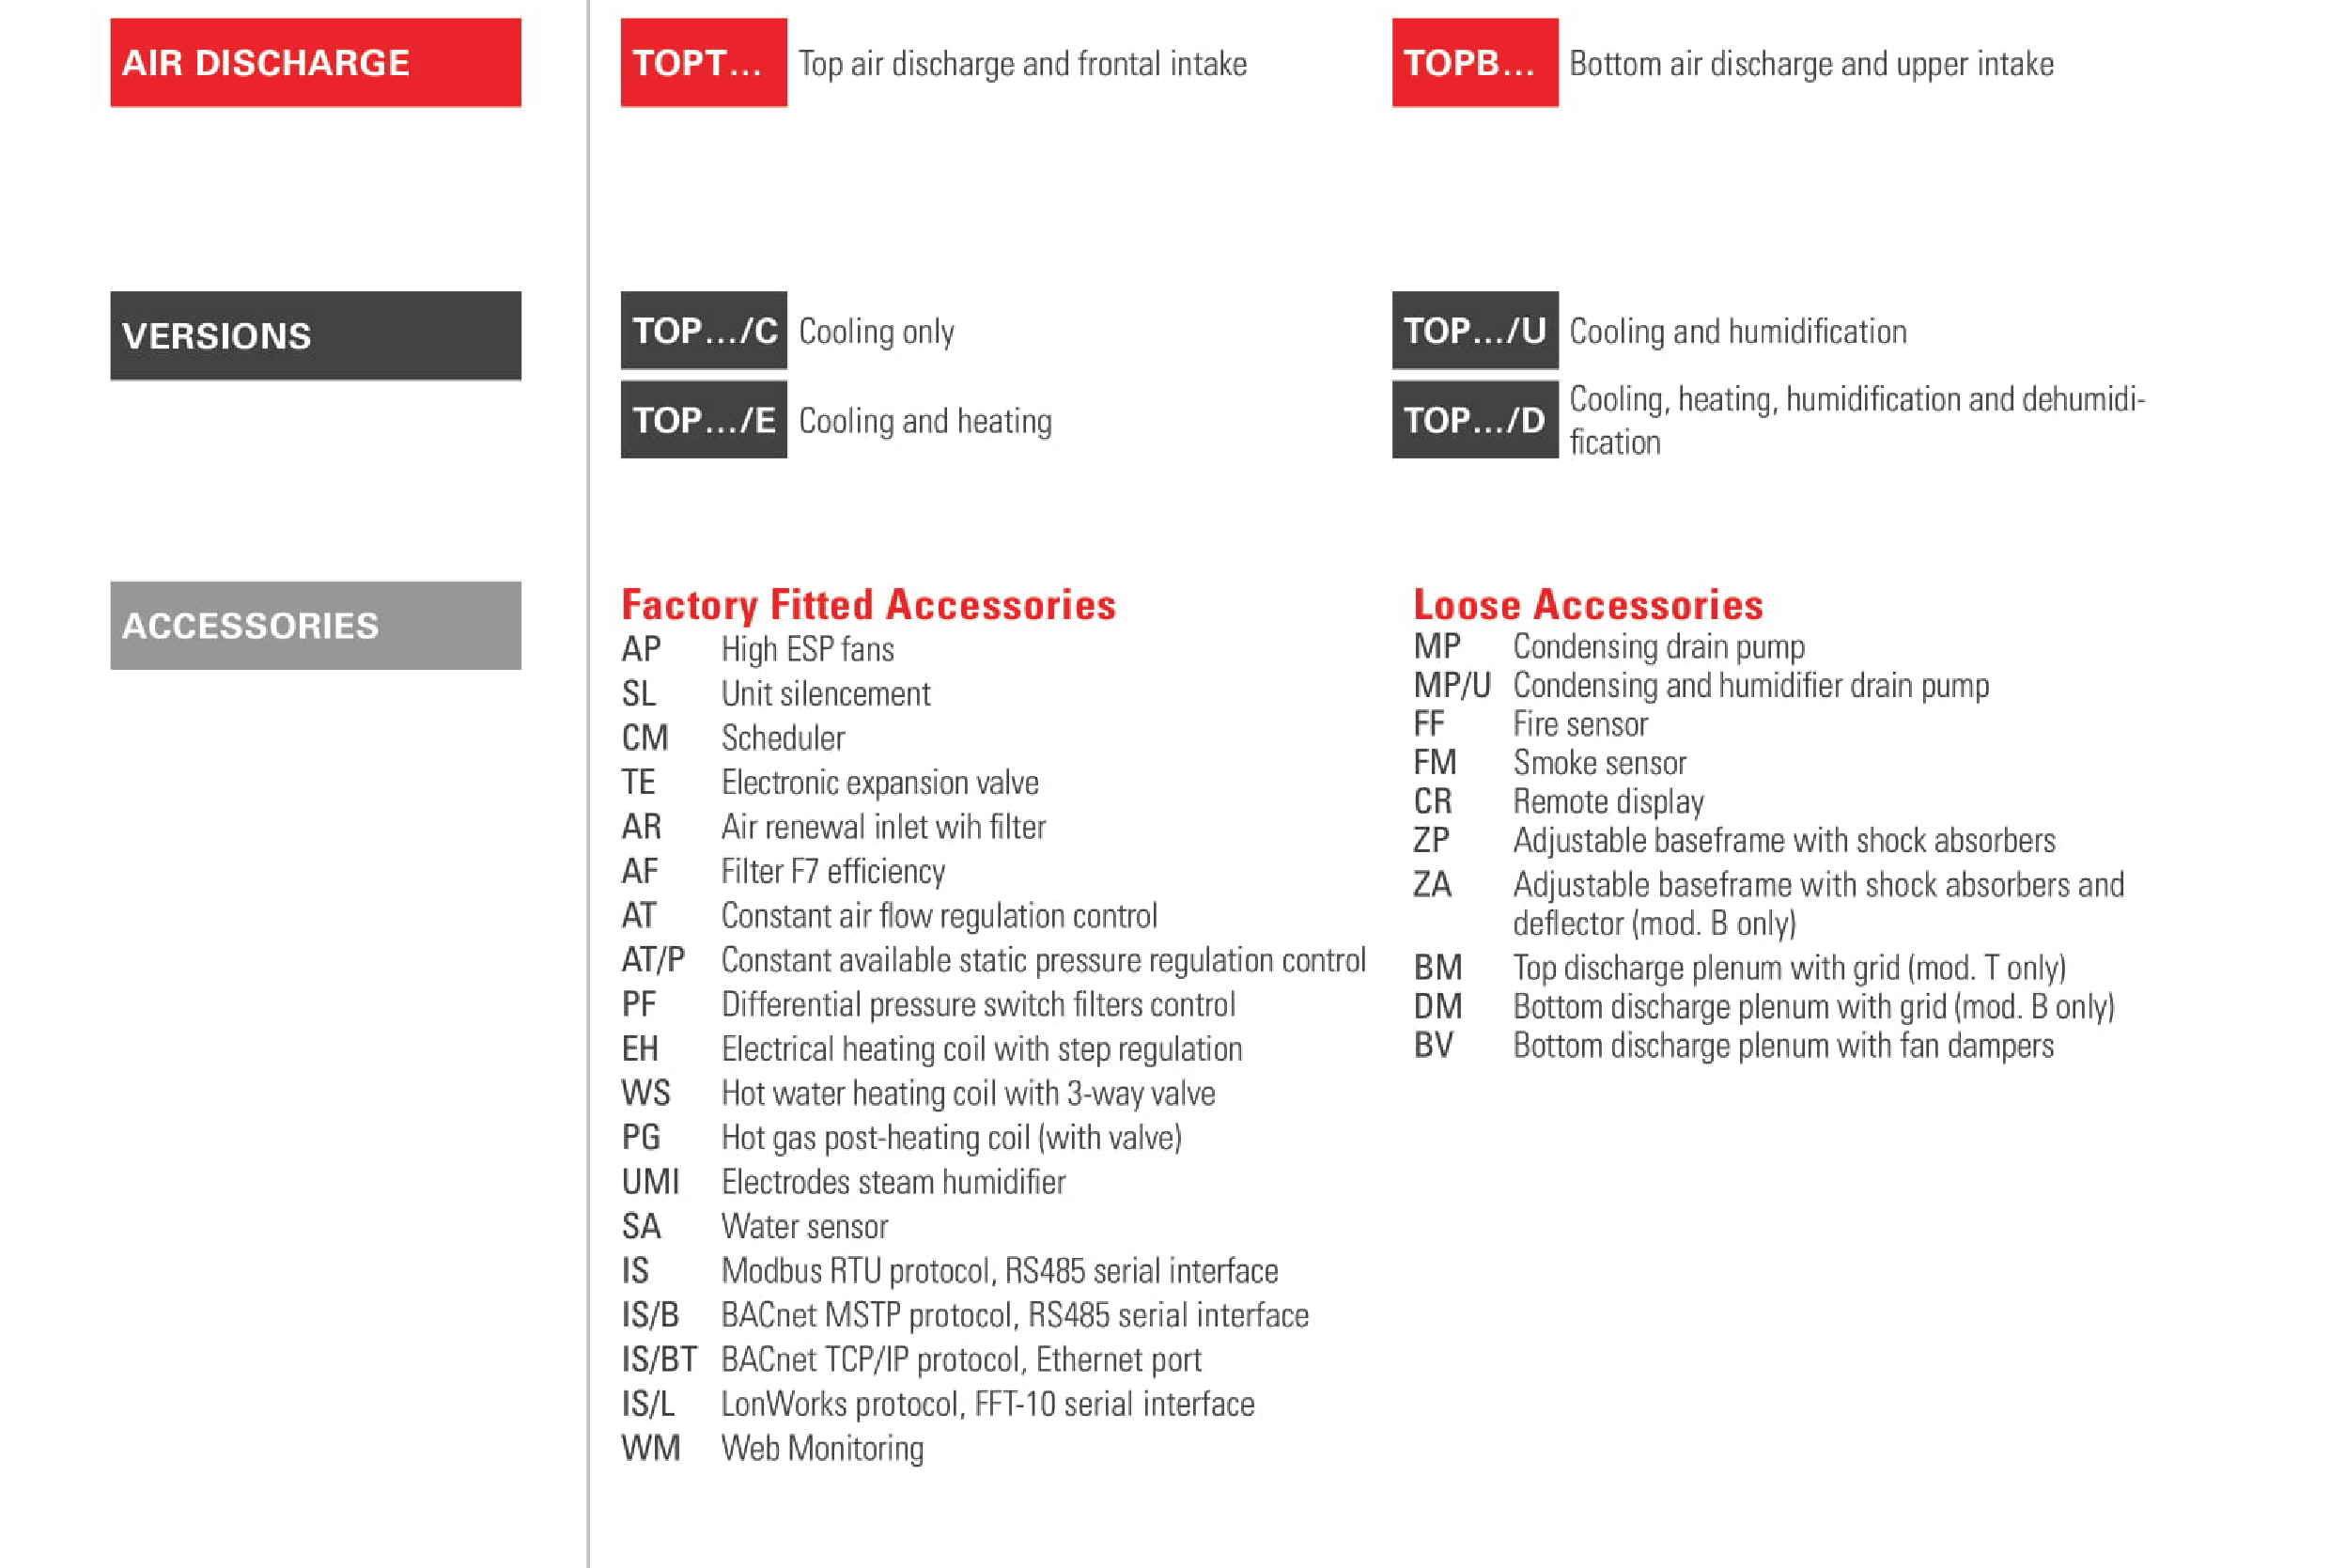 AIR DISCHARGE
TOPT... Top air discharge and frontal intake
TOPB... Bottom air discharge and upper intake
VERSIONS
TOP.../C Cooling only
TOP.../U Cooling and humidification
TOP.../E Cooling and heating
TOP.../D Cooling, heating, humidification and dehumidi-
fication
ACCESSORIES
Factory Fitted Accessories
AP High ESP fans
SL Unit silencement
CM Scheduler
TE Electronic expansion valve
AR Air renewal inlet wih filter
AF Filter F7 efficiency
AT Constant air flow regulation control
AT/P Constant available static pressure regulation control
PF Differential pressure switch filters control
EH Electrical heating coil with step regulation
WS Hot water heating coil with 3-way valve
PG Hot gas post-heating coil (with valve)
UMI Electrodes steam humidifier
SA Water sensor
IS Modbus RTU protocol, RS485 serial interface
IS/B BACnet MSTP protocol, RS485 serial interface
IS/BT BACnet TCP/IP protocol, Ethernet port
IS/L LonWorks protocol, FFT-10 serial interface
WM Web Monitoring
Loose Accessories
MP Condensing drain pump
MP/U Condensing and humidifier drain pump
FF Fire sensor
FM Smoke sensor
CR Remote display
ZP Adjustable baseframe with shock absorbers
ZA Adjustable baseframe with shock absorbers and
deflector (mod. B only)
BM Top discharge plenum with grid (mod. T only)
DM Bottom discharge plenum with grid (mod. B only)
BV Bottom discharge plenum with fan dampers